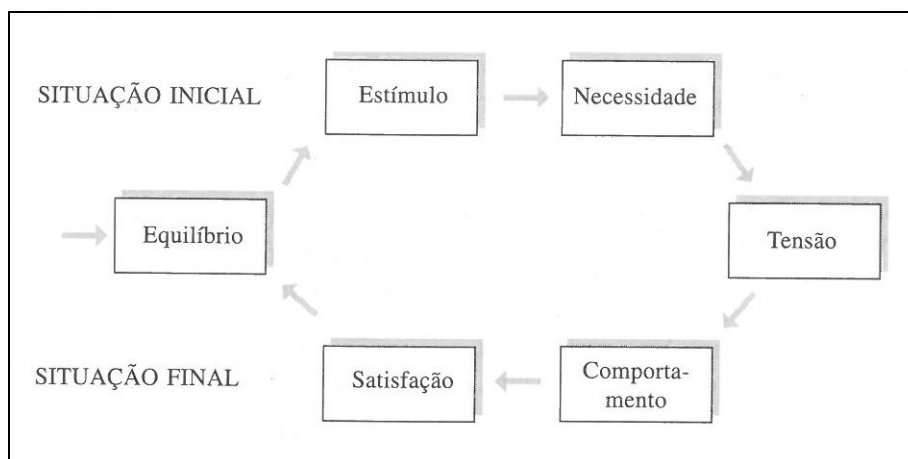 SITUAÇÃO INICIAL
Estímulo
Necessidade
Equilíbrio
Tensão
SITUAÇÃO FINAL
Satisfação
Comporta-
mento